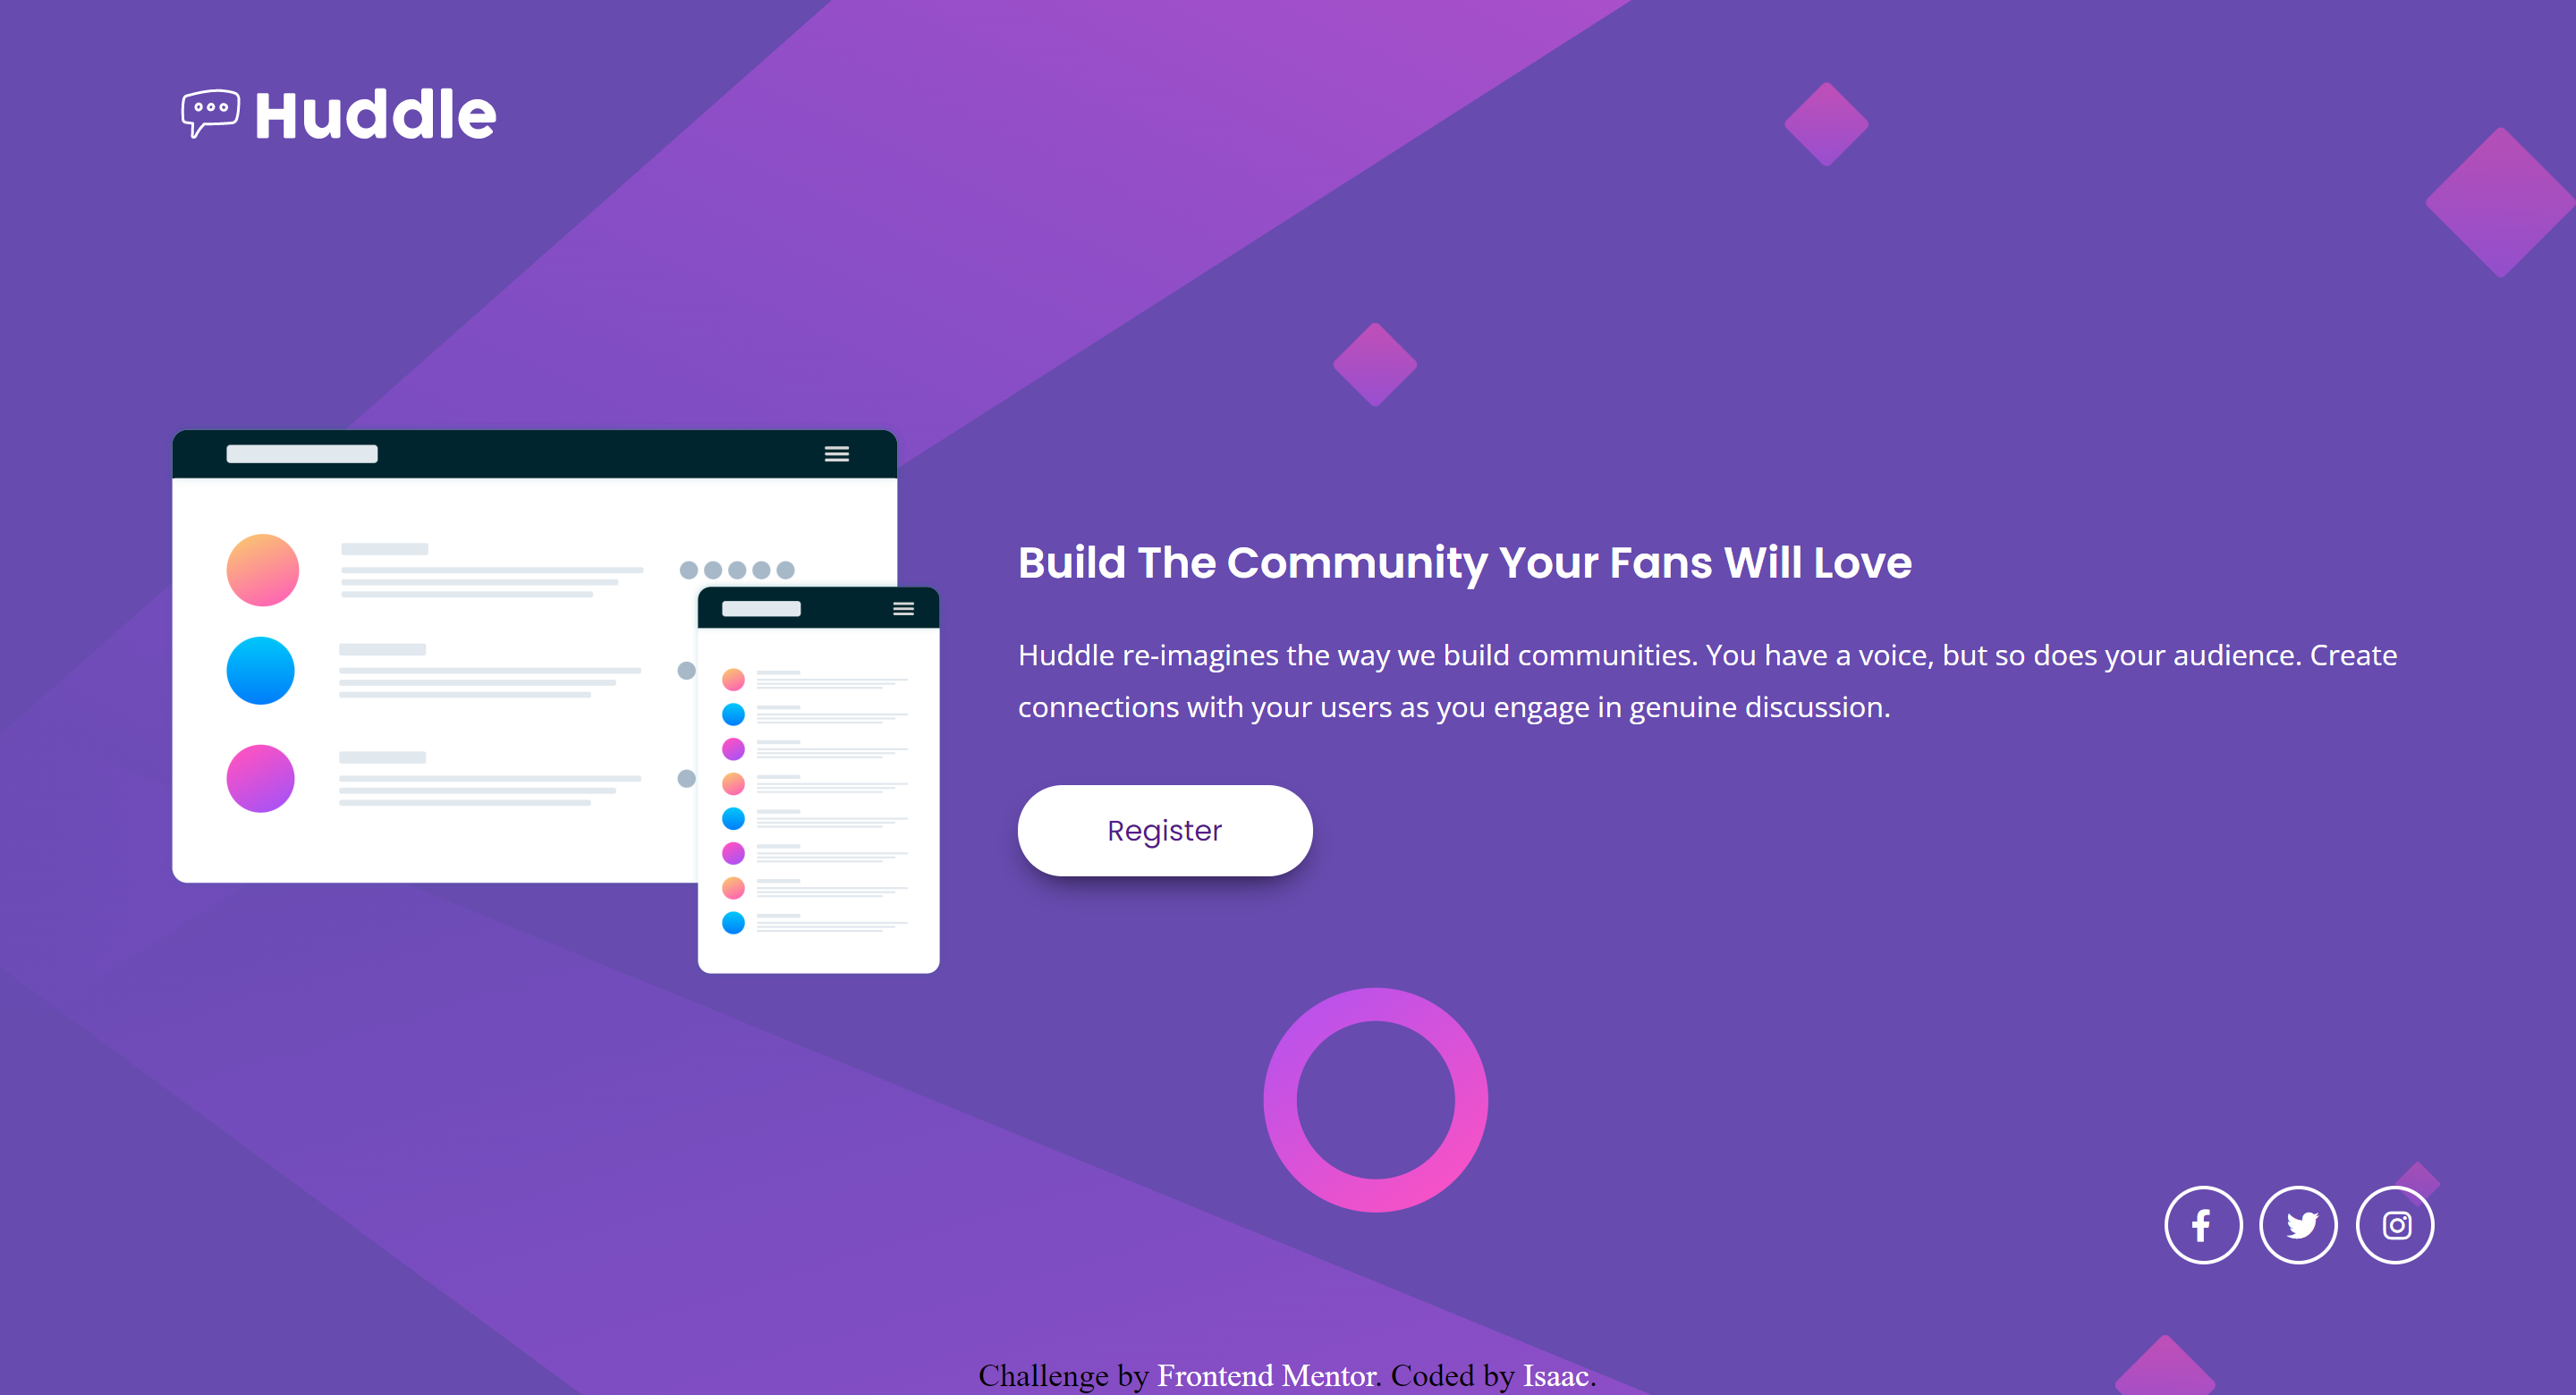 Huddle
Build The Community Your Fans Will Love
Huddle re-imagines the way we build communities. You have a voice, but so does your audience. Create
connections with your users as you engage in genuine discussion.
Register
Challenge by Frontend Mentor. Coded by Isaac.